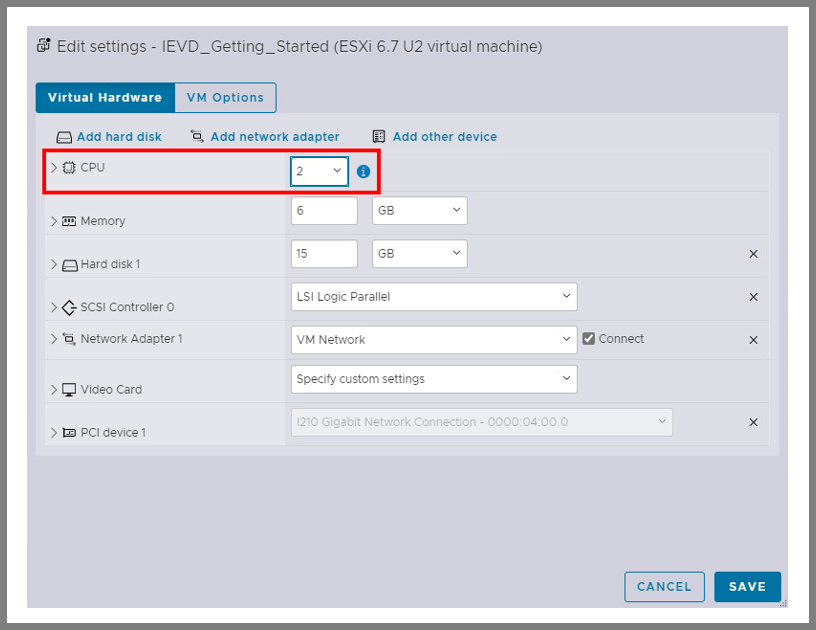 Edit settings - IEVD_Getting_Started (ESXi 6.7 U2 virtual machine)
Virtual Hardware VM Options
Add hard disk Add network adapter Add other device
CPU 2
Memory 6 GB
Hard disk 1 15 GB
SCSI Controller 0 LSI Logic Parallel
Network Adapter 1 VM Network Connect
Video Card Specify custom settings
PCI device 1 I210 Gigabit Network Connection - 0000:04:00.0
CANCEL SAVE